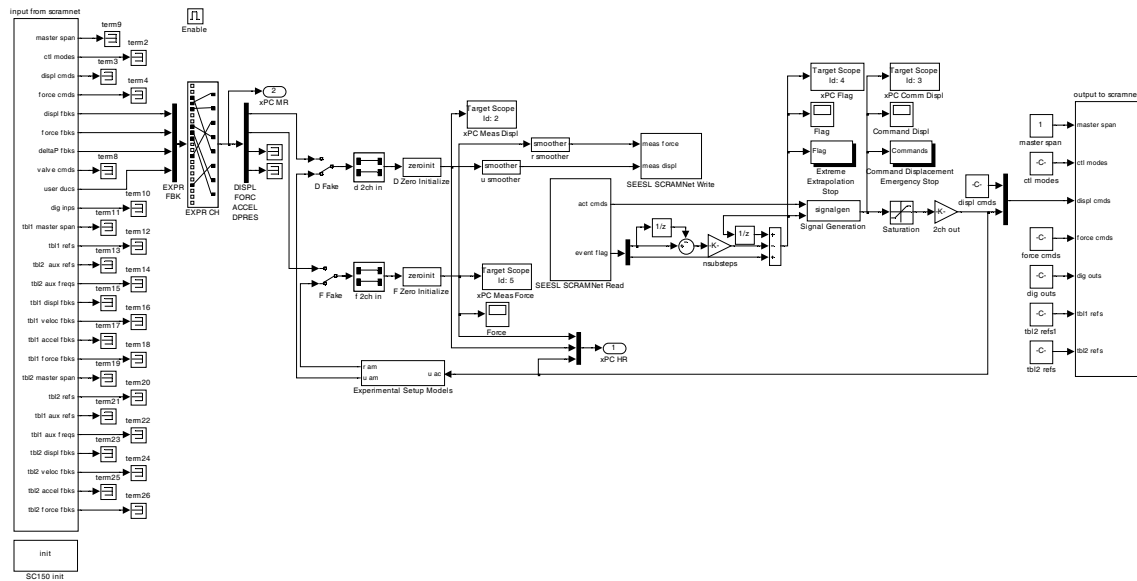 input from scramnet
master span
term9
ctl modes
term2
displ cmds
term3
force cmds
term4
displ fbks
force fbks
deltaP fbks
valve cmds
term8
user ducs
dig inps
term10
tbl1 master span
term11
tbl1 refs
term12
tbl2 aux refs
term13
tbl2 aux freqs
term14
tbl1 displ fbks
term15
tbl1 veloc fbks
term16
tbl1 accel fbks
term17
tbl1 force fbks
term18
tbl2 master span
term19
tbl2 refs
term20
tbl1 aux refs
term21
tbl1 aux freqs
term22
tbl2 displ fbks
term23
tbl2 veloc fbks
term24
tbl2 accel fbks
term25
tbl2 force fbks
term26
init
SC150 init
Enable
EXPR
FBK
EXPR CH
DISPL
FORC
ACCEL
DPRES
2
xPC MR
D Fake
d 2ch in
zeroinit
D Zero Initialize
F Fake
f 2ch in
zeroinit
F Zero Initialize
Target Scope
Id: 2
xPC Meas Displ
smoother
r smoother
smoother
u smoother
meas force
meas displ
SEESL SCRAMNet Write
act cmds
event flag
SEESL SCRAMNet Read
Target Scope
Id: 5
xPC Meas Force
Force
1
xPC HR
r am
u am
u ac
Experimental Setup Models
1/z
-K-
nsubsteps
1/z
Target Scope
Id: 4
xPC Flag
Target Scope
Id: 3
xPC Comm Displ
Flag
Command Displ
Flag
Extreme
Extrapolation
Stop
Commands
Command Displacement
Emergency Stop
signalgen
Signal Generation
Saturation
-K-
2ch out
-C-
displ cmds
output to scramnet
1
master span
-C-
ctl modes
-C-
force cmds
-C-
dig outs
-C-
tbl2 refs1
-C-
tbl2 refs
master span
ctl modes
displ cmds
force cmds
dig outs
tbl1 refs
tbl2 refs